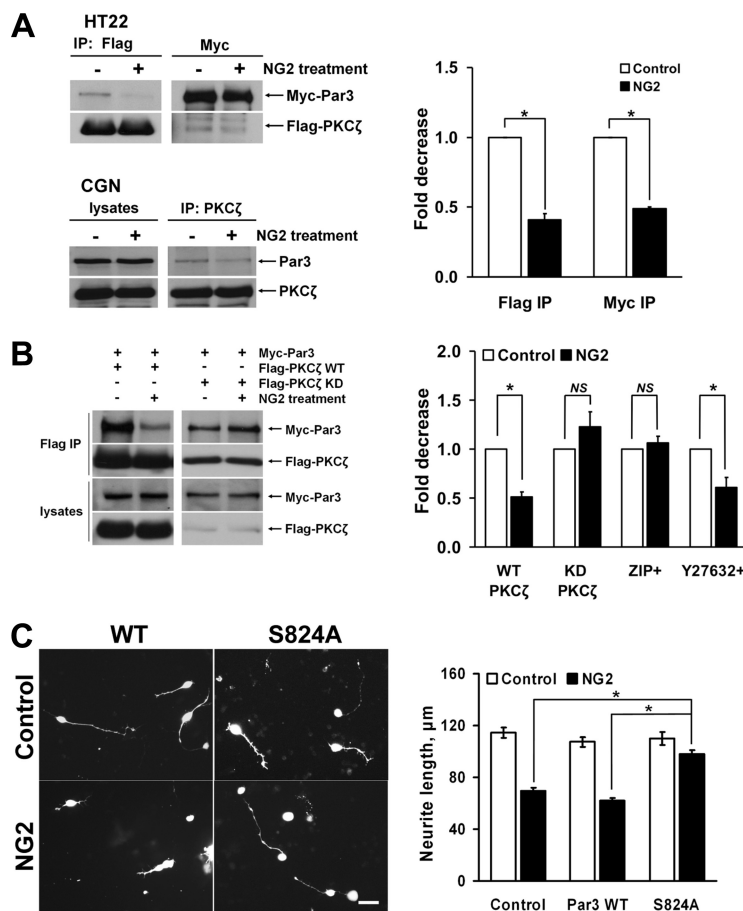 A
HT22
IP: Flag
Myc
- + - + NG2 treatment
Myc-Par3
Flag-PKCζ
CGN
lysates
IP: PKCζ
- + - + NG2 treatment
Par3
PKCζ
Control
NG2
Fold decrease
1.0
0.5
0.0
* *
Flag IP Myc IP
B
+ + + + Myc-Par3
+ + - - Flag-PKCζ WT
- - + + Flag-PKCζ KD
- + - + NG2 treatment
Flag IP
Myc-Par3
Flag-PKCζ
lysates
Myc-Par3
Flag-PKCζ
Control NG2
Fold decrease
2.0
1.5
1.0
0.5
0.0
* NS NS *
WT KD ZIP+ Y27632+
PKCζ PKCζ
C
WT S824A
Control
NG2
Control NG2
Neurite length, μm
160
120
80
40
0
*
*
Control Par3 WT S824A